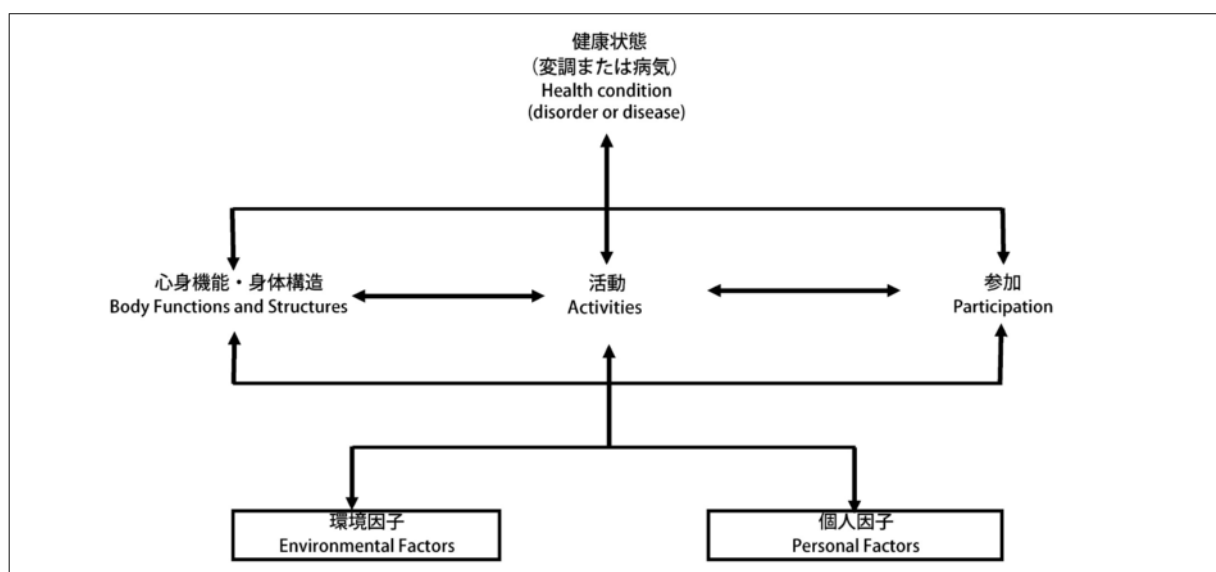 健康状態
(変調または病気)
Health condition
(disorder or disease)
心身機能・身体構造
Body Functions and Structures
活動
Activities
参加
Participation
環境因子
Environmental Factors
個人因子
Personal Factors